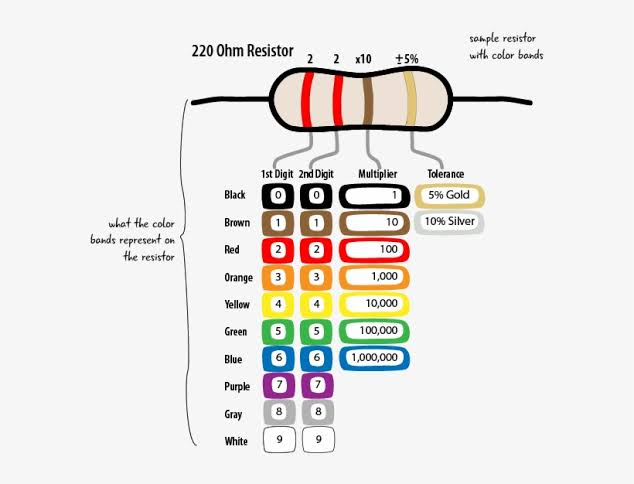 220 Ohm Resistor
2 2 x10 ±5%
sample resistor
with color bands
1st Digit 2nd Digit Multiplier Tolerance
Black 0 0 1 5% Gold
Brown 1 1 10 10% Silver
Red 2 2 100
Orange 3 3 1,000
Yellow 4 4 10,000
Green 5 5 100,000
Blue 6 6 1,000,000
Purple 7 7
Gray 8 8
White 9 9
what the color
bands represent on
the resistor